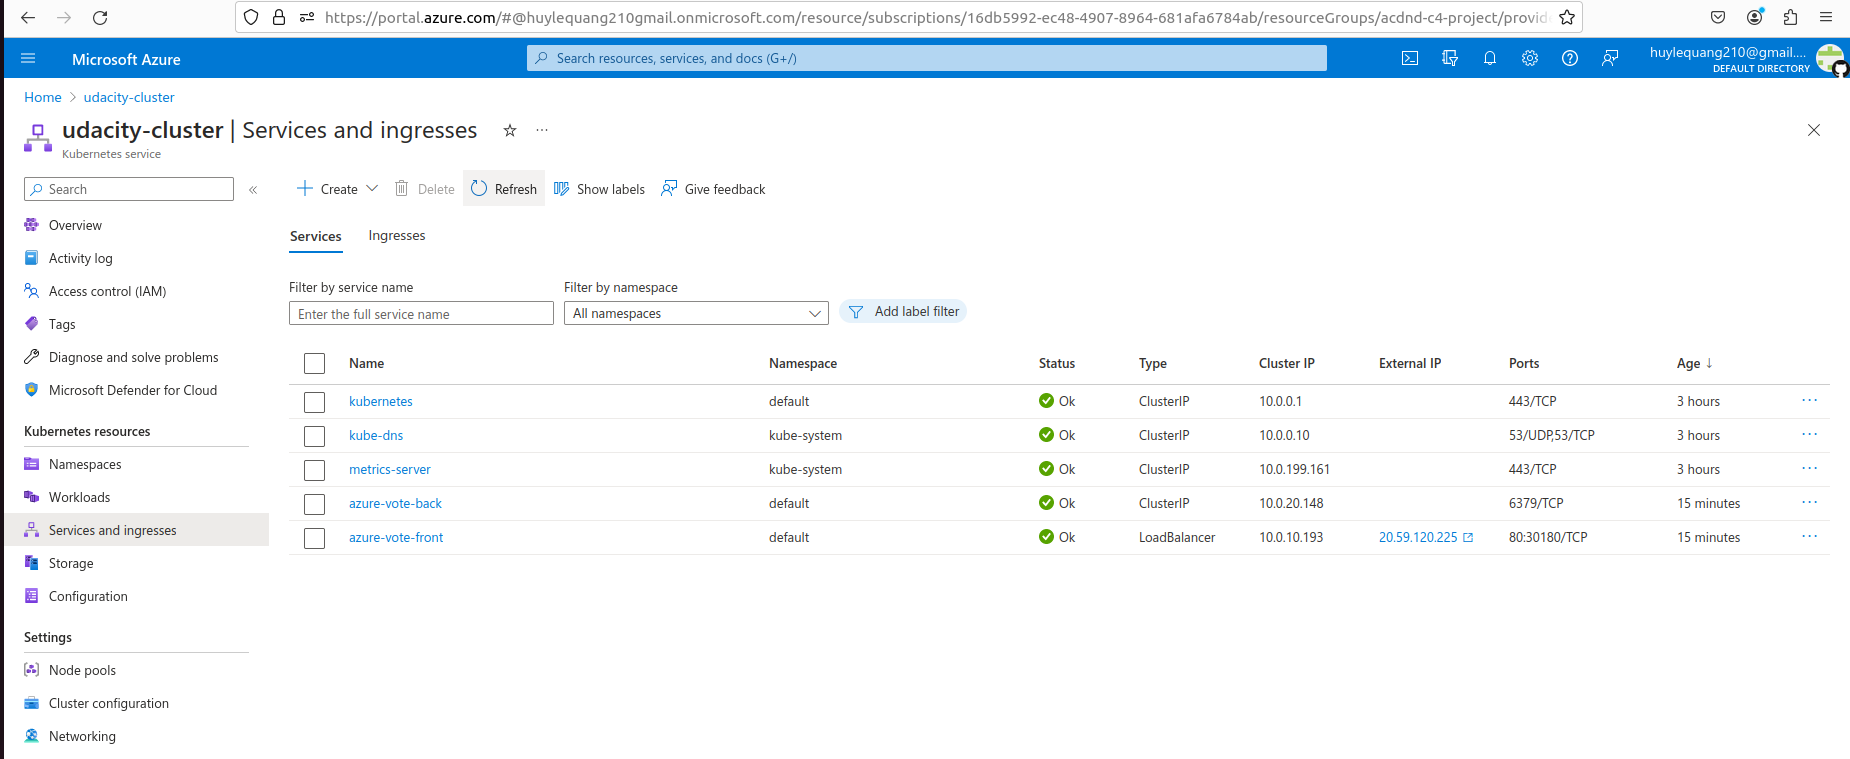 https://portal.azure.com/#@huylequang210gmail.onmicrosoft.com/resource/subscriptions/16db5992-ec48-4907-8964-681afa6784ab/resourceGroups/acdnd-c4-project/provid
Microsoft Azure
Search resources, services, and docs (G+/)
huylequang210@gmail....
DEFAULT DIRECTORY
Home > udacity-cluster
udacity-cluster | Services and ingresses
Kubernetes service
Search
Create Delete Refresh Show labels Give feedback
Overview
Activity log
Access control (IAM)
Tags
Diagnose and solve problems
Microsoft Defender for Cloud
Kubernetes resources
Namespaces
Workloads
Services and ingresses
Storage
Configuration
Settings
Node pools
Cluster configuration
Networking
Services Ingresses
Filter by service name Filter by namespace
Enter the full service name All namespaces Add label filter
Name Namespace Status Type Cluster IP External IP Ports Age ↓
kubernetes default Ok ClusterIP 10.0.0.1 443/TCP 3 hours
kube-dns kube-system Ok ClusterIP 10.0.0.10 53/UDP,53/TCP 3 hours
metrics-server kube-system Ok ClusterIP 10.0.199.161 443/TCP 3 hours
azure-vote-back default Ok ClusterIP 10.0.20.148 6379/TCP 15 minutes
azure-vote-front default Ok LoadBalancer 10.0.10.193 20.59.120.225 80:30180/TCP 15 minutes